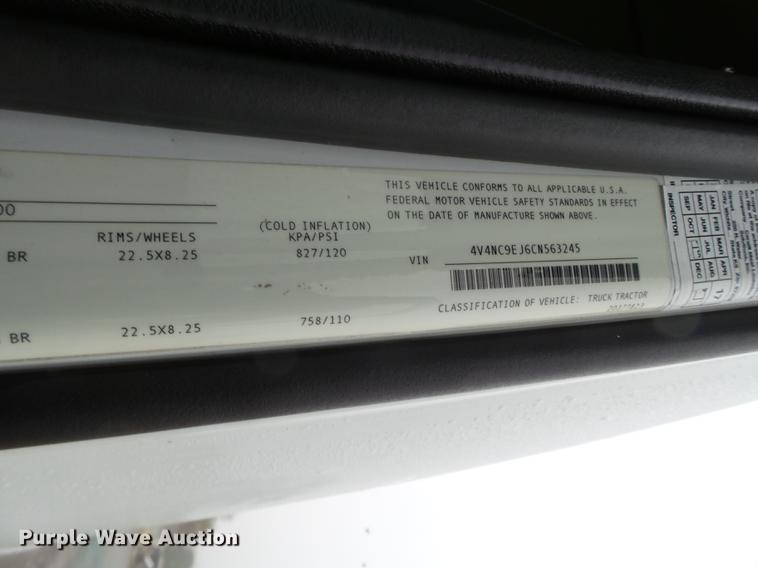 THIS VEHICLE CONFORMS TO ALL APPLICABLE U.S.A.
FEDERAL MOTOR VEHICLE SAFETY STANDARDS IN EFFECT
ON THE DATE OF MANUFACTURE SHOWN ABOVE.
00
RIMS/WHEELS
(COLD INFLATION)
KPA/PSI
BR 22.5X8.25 827/120
VIN 4V4NC9EJ6CN563245
CLASSIFICATION OF VEHICLE: TRUCK TRACTOR
BR 22.5X8.25 758/110
INSPECTOR
JAN FEB MAR APR
MAY JUN JUL AUG
SEP OCT DEC
Purple Wave Auction